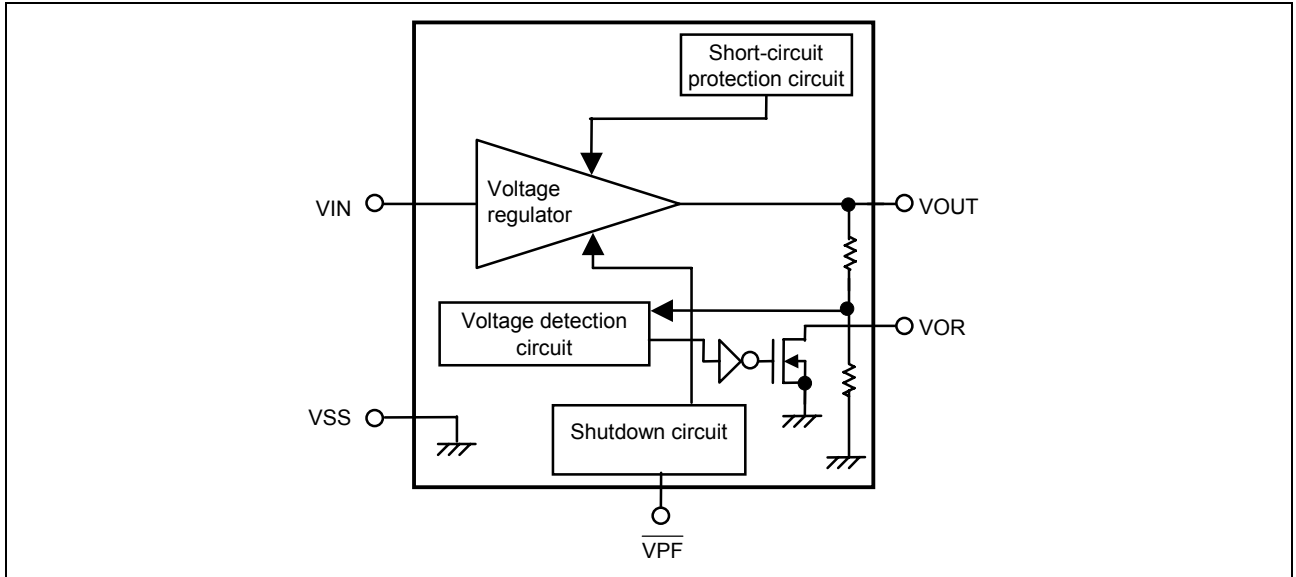 Short-circuit
protection circuit
Voltage
regulator
VIN
VOUT
Voltage detection
circuit
VOR
VSS
Shutdown circuit
VPF